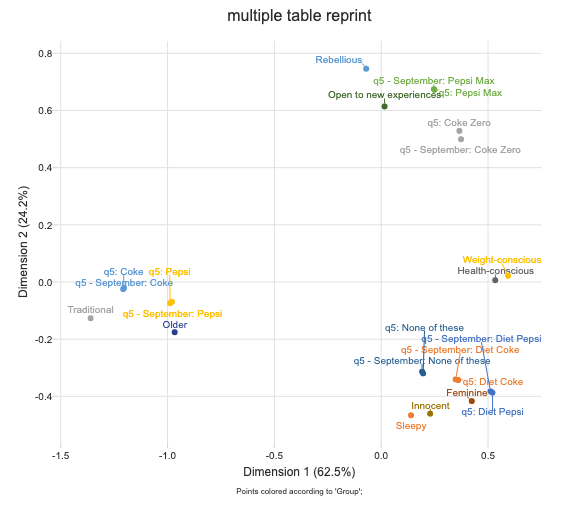 multiple table reprint
0.8
Rebellious
q5 - September: Pepsi Max
q5: Pepsi Max
Open to new experiences
0.6
q5: Coke Zero
q5 - September: Coke Zero
0.4
0.2
Dimension 2 (24.2%)
Weight-conscious
Health-conscious
q5: Coke
q5: Pepsi
0.0
q5 - September: Coke
Traditional
q5 - September: Pepsi
Older
q5: None of these
-0.2
q5 - September: Diet Pepsi
q5 - September: Diet Coke
q5 - September: None of these
q5: Diet Coke
Feminine
-0.4
Innocent
q5: Diet Pepsi
Sleepy
-1.5
-1.0
-0.5
0.0
0.5
Dimension 1 (62.5%)
Points colored according to 'Group';